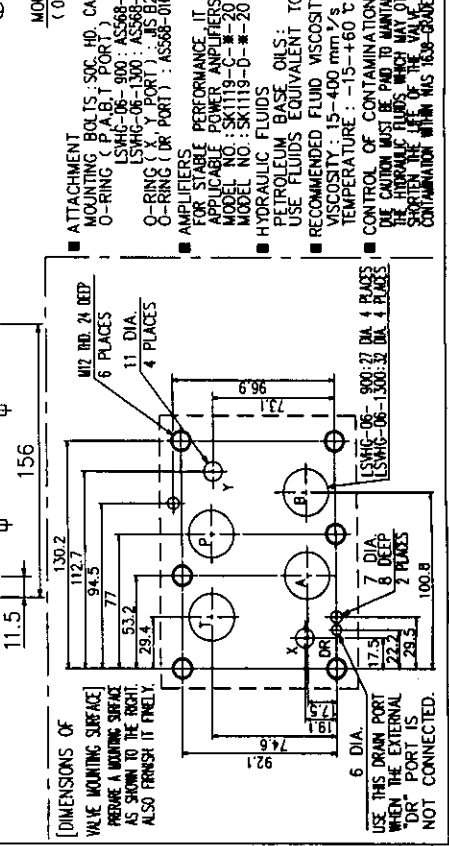 11.5
156
φ
φ
[DIMENSIONS OF
VALVE MOUNTING SURFACE]
PREPARE A MOUNTING SURFACE
AS SHOWN TO THE RIGHT.
ALSO FINISH IT FINELY.
130.2
112.7
94.5
77
53.2
29.4
M12 THD. 24 DEEP
6 PLACES
11 DIA.
4 PLACES
96.9
73.1
T
P
Y
X
A
B
DR
92.1
74.6
19.1
7.5
17.5
22.2
29.5
100.8
7 DIA.
8 DEEP
2 PLACES
LSVHG-06- 900:27 DIA. 4 PLACES
LSVHG-06-1300:32 DIA. 4 PLACES
6 DIA.
USE THIS DRAIN PORT
WHEN THE EXTERNAL
"DR" PORT IS
NOT CONNECTED.
■ ATTACHMENT
MOUNTING BOLTS : SOC. HD. CA
O-RING ( P,A,B,T PORT )
LSVHG-06- 900 : AS568-
LSVHG-06-1300 : AS568-
O-RING ( X, Y PORT ) : JIS B2
O-RING ( DR PORT ) : AS568-01
■ AMPLIFIERS
FOR STABLE PERFORMANCE, IT
APPLICABLE POWER AMPLIFIERS
MODEL NO.: SK1119-C-※-20
MODEL NO.: SK1119-D-※-20
■ HYDRAULIC FLUIDS
PETROLEUM BASE OILS :
USE FLUIDS EQUIVALENT TO
■ RECOMMENDED FLUID VISCOSITY
VISCOSITY : 15-400 mm²/s
TEMPERATURE : -15-+60 °C
■ CONTROL OF CONTAMINATION
DUE CAUTION MUST BE PAID TO MAINTAI
THE HYDRAULIC FLUIDS WHICH MAY OT
SHORTEN THE LIFE OF THE VALVE.
CONTAMINATION WITHIN NAS 1638-GRADE